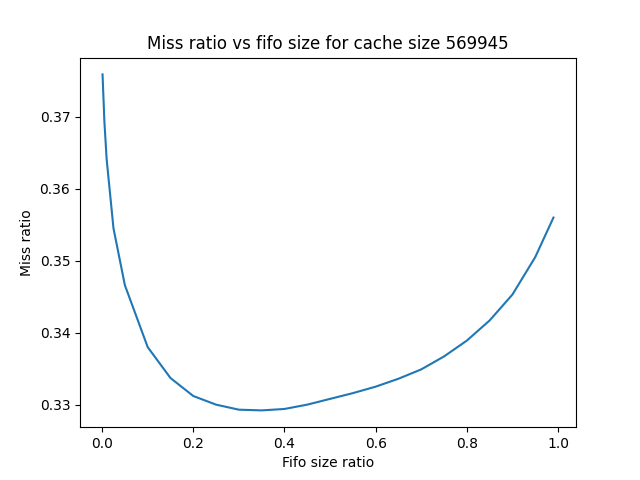 Miss ratio vs fifo size for cache size 569945
0.37
0.36
0.35
0.34
0.33
Miss ratio
0.0 0.2 0.4 0.6 0.8 1.0
Fifo size ratio